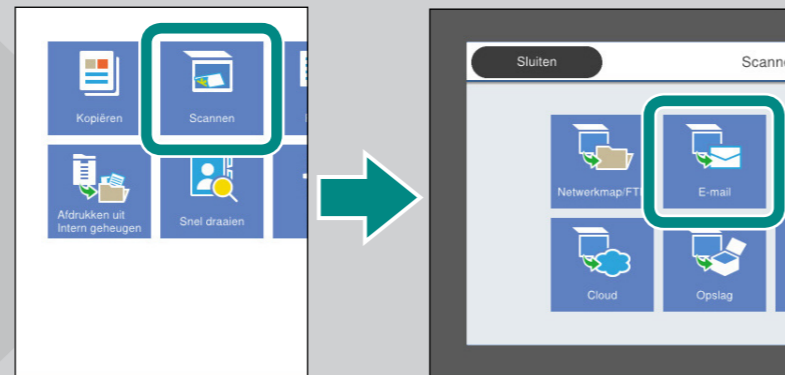 Kopiëren
Scannen
Afdrukken uit
Intern geheugen
Snel draaien
Sluiten
Netwerkmap/FT
E-mail
Cloud
Opslag